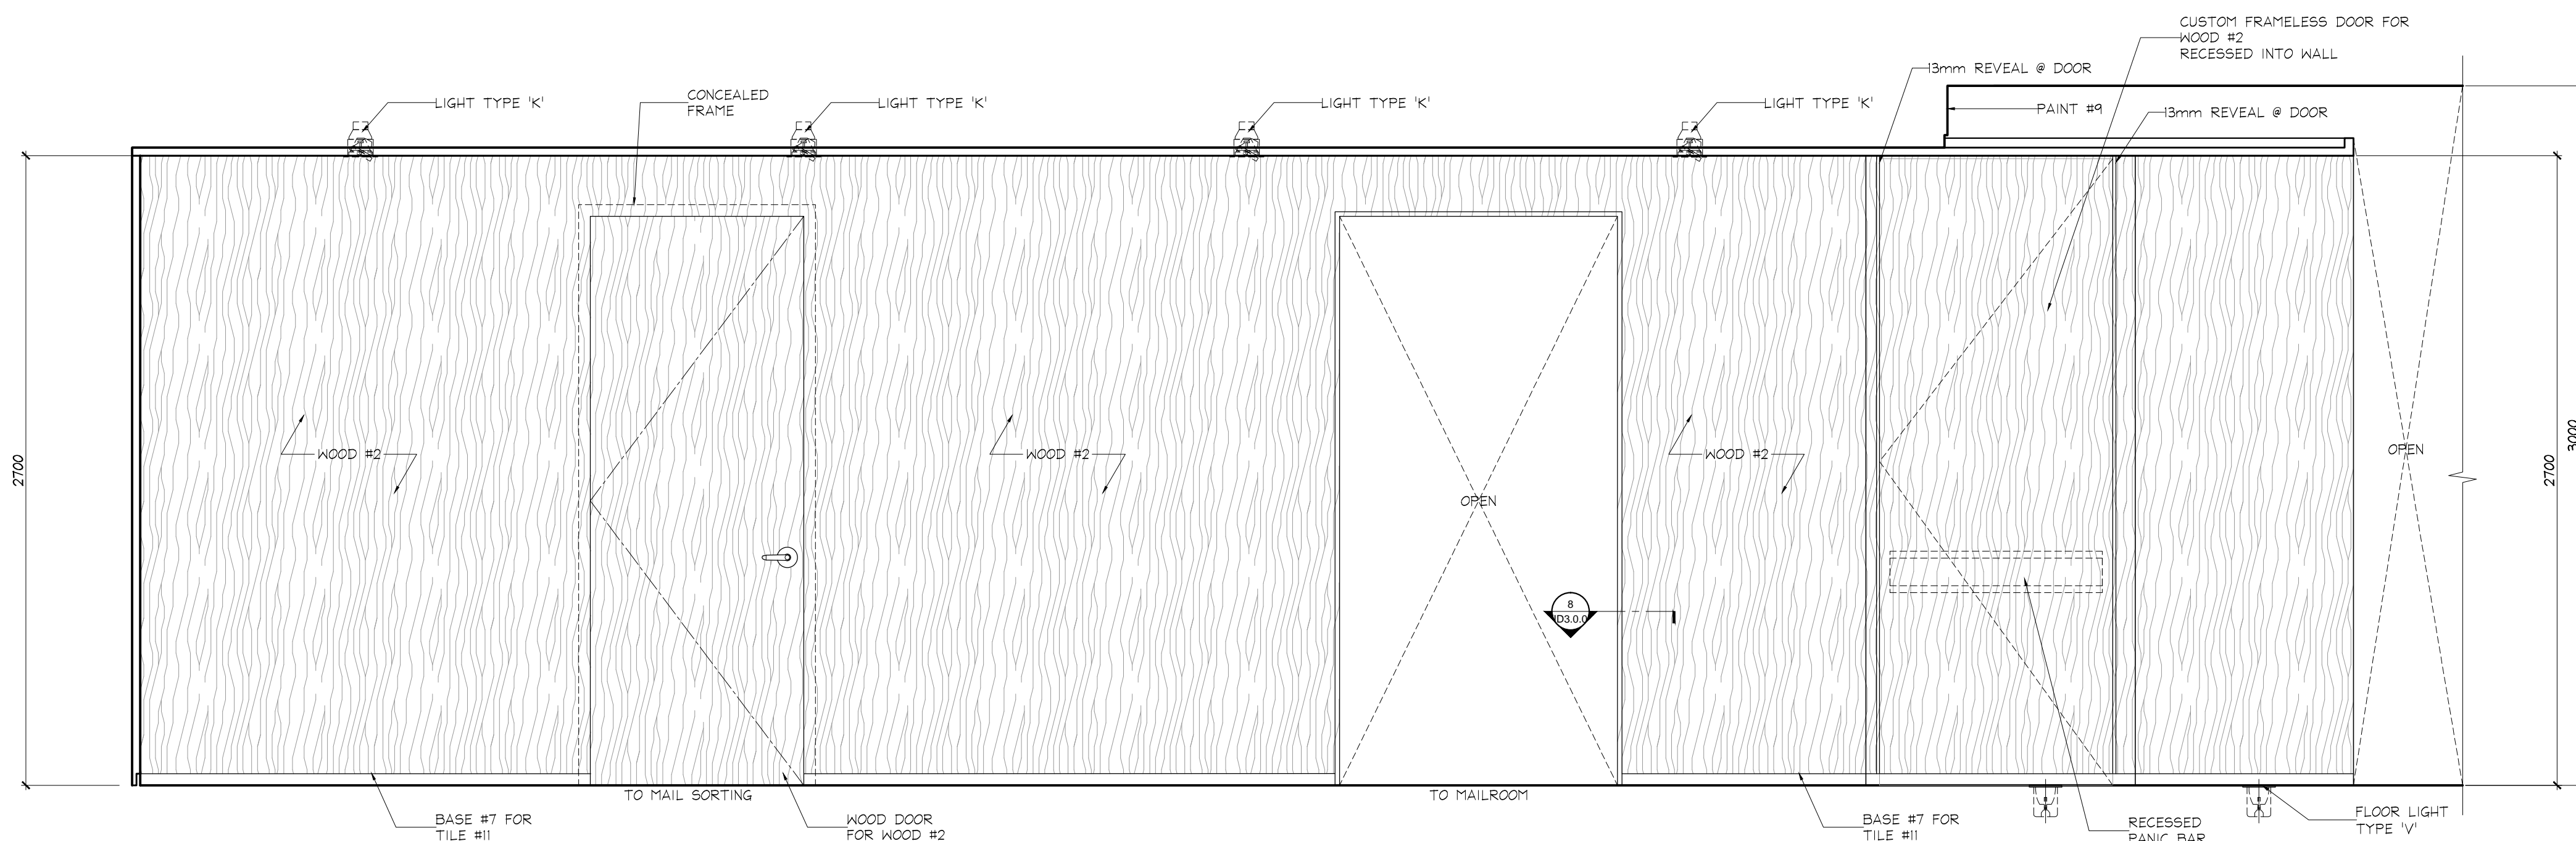 CUSTOM FRAMELESS DOOR FOR
WOOD #2
RECESSED INTO WALL
13mm REVEAL @ DOOR
CONCEALED
FRAME
LIGHT TYPE 'K'
LIGHT TYPE 'K'
LIGHT TYPE 'K'
LIGHT TYPE 'K'
PAINT #9
13mm REVEAL @ DOOR
2700
WOOD #2
WOOD #2
WOOD #2
OPEN
OPEN
2700
3000
8
ID3.0.0
TO MAIL SORTING
TO MAILROOM
BASE #7 FOR
TILE #11
WOOD DOOR
FOR WOOD #2
BASE #7 FOR
TILE #11
RECESSED
PANIC BAR
FLOOR LIGHT
TYPE 'V'